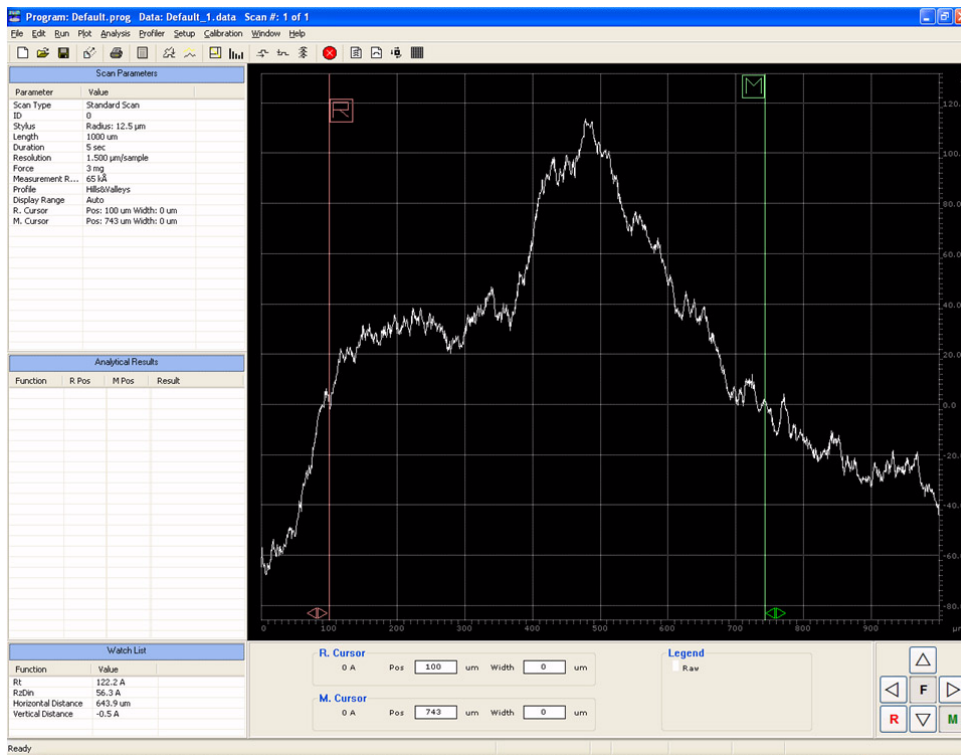 Program: Default.prog Data: Default_1.data Scan #: 1 of 1
File Edit Run Plot Analysis Profiler Setup Calibration Window Help
Scan Parameters
Parameter Value
Scan Type Standard Scan
ID 0
Stylus Radius: 12.5 µm
Length 1000 um
Duration 5 sec
Resolution 1.500 µm/sample
Force 3 mg
Measurement R... 65 kÅ
Profile Hills&Valleys
Display Range Auto
R. Cursor Pos: 100 um Width: 0 um
M. Cursor Pos: 743 um Width: 0 um
Analytical Results
Function R Pos M Pos Result
Watch List
Function Value
Rt 122.2 A
RzDin 56.3 A
Horizontal Distance 643.9 um
Vertical Distance -0.5 A
R
M
120.
100.
80.0
60.0
40.0
20.0
0.0
-20.0
-40.0
-60.0
-80.0
0 100 200 300 400 500 600 700 800 900 µm
R. Cursor
0 A Pos 100 um Width 0 um
M. Cursor
0 A Pos 743 um Width 0 um
Legend
Raw
F
R M
Ready